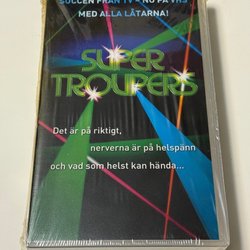 SUCCÉN FRÅN TV – NU PÅ VHS
MED ALLA LÅTARNA!
SUPER
TROUPERS
Det är på riktigt,
nerverna är på helspänn
och vad som helst kan hända...